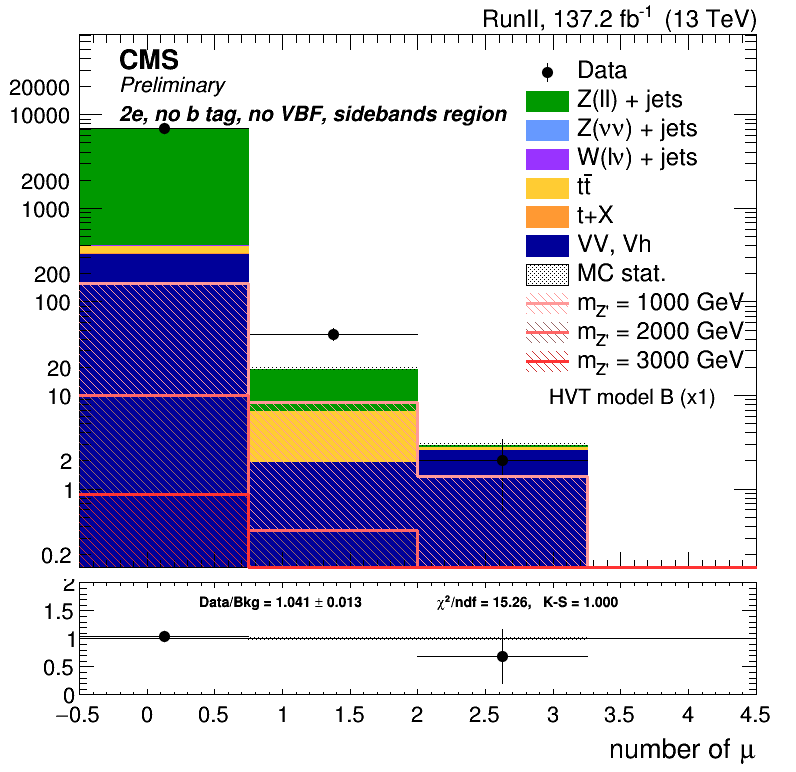 RunII, 137.2 fb⁻¹ (13 TeV)
CMS
Preliminary
2e, no b tag, no VBF, sidebands region
Data
Z(ll) + jets
Z(νν) + jets
W(lν) + jets
tt̄
t+X
VV, Vh
MC stat.
m_Z' = 1000 GeV
m_Z' = 2000 GeV
m_Z' = 3000 GeV
HVT model B (x1)
20000
10000
2000
1000
200
100
20
10
2
1
0.2
Data/Bkg = 1.041 ± 0.013 χ²/ndf = 15.26, K-S = 1.000
2
1.5
1
0.5
0
−0.5 0 0.5 1 1.5 2 2.5 3 3.5 4 4.5
number of μ